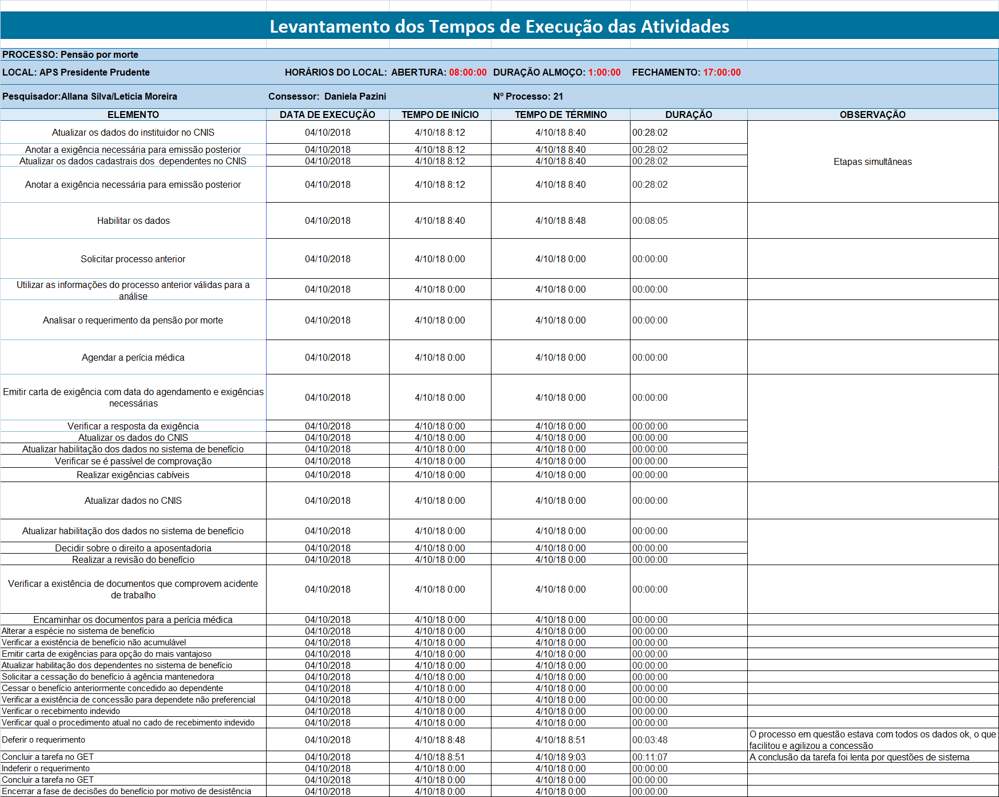 Levantamento dos Tempos de Execução das Atividades
PROCESSO: Pensão por morte
LOCAL: APS Presidente Prudente HORÁRIOS DO LOCAL: ABERTURA: 08:00:00 DURAÇÃO ALMOÇO: 1:00:00 FECHAMENTO: 17:00:00
Pesquisador:Allana Silva/Letícia Moreira Consessor: Daniela Pazini Nº Processo: 21
ELEMENTO DATA DE EXECUÇÃO TEMPO DE INÍCIO TEMPO DE TÉRMINO DURAÇÃO OBSERVAÇÃO
Atualizar os dados do instituidor no CNIS 04/10/2018 4/10/18 8:12 4/10/18 8:40 00:28:02
Anotar a exigência necessária para emissão posterior 04/10/2018 4/10/18 8:12 4/10/18 8:40 00:28:02
Atualizar os dados cadastrais dos dependentes no CNIS 04/10/2018 4/10/18 8:12 4/10/18 8:40 00:28:02 Etapas simultâneas
Anotar a exigência necessária para emissão posterior 04/10/2018 4/10/18 8:12 4/10/18 8:40 00:28:02
Habilitar os dados 04/10/2018 4/10/18 8:40 4/10/18 8:48 00:08:05
Solicitar processo anterior 04/10/2018 4/10/18 0:00 4/10/18 0:00 00:00:00
Utilizar as informações do processo anterior válidas para a
análise 04/10/2018 4/10/18 0:00 4/10/18 0:00 00:00:00
Analisar o requerimento da pensão por morte 04/10/2018 4/10/18 0:00 4/10/18 0:00 00:00:00
Agendar a perícia médica 04/10/2018 4/10/18 0:00 4/10/18 0:00 00:00:00
Emitir carta de exigência com data do agendamento e exigências
necessárias 04/10/2018 4/10/18 0:00 4/10/18 0:00 00:00:00
Verificar a resposta da exigência 04/10/2018 4/10/18 0:00 4/10/18 0:00 00:00:00
Atualizar os dados do CNIS 04/10/2018 4/10/18 0:00 4/10/18 0:00 00:00:00
Atualizar habilitação dos dados no sistema de benefício 04/10/2018 4/10/18 0:00 4/10/18 0:00 00:00:00
Verificar se é passível de comprovação 04/10/2018 4/10/18 0:00 4/10/18 0:00 00:00:00
Realizar exigências cabíveis 04/10/2018 4/10/18 0:00 4/10/18 0:00 00:00:00
Atualizar dados no CNIS 04/10/2018 4/10/18 0:00 4/10/18 0:00 00:00:00
Atualizar habilitação dos dados no sistema de benefício 04/10/2018 4/10/18 0:00 4/10/18 0:00 00:00:00
Decidir sobre o direito a aposentadoria 04/10/2018 4/10/18 0:00 4/10/18 0:00 00:00:00
Realizar a revisão do benefício 04/10/2018 4/10/18 0:00 4/10/18 0:00 00:00:00
Verificar a existência de documentos que comprovem acidente
de trabalho 04/10/2018 4/10/18 0:00 4/10/18 0:00 00:00:00
Encaminhar os documentos para a perícia médica 04/10/2018 4/10/18 0:00 4/10/18 0:00 00:00:00
Alterar a espécie no sistema de benefício 04/10/2018 4/10/18 0:00 4/10/18 0:00 00:00:00
Verificar a existência de benefício não acumulável 04/10/2018 4/10/18 0:00 4/10/18 0:00 00:00:00
Emitir carta de exigências para opção do mais vantajoso 04/10/2018 4/10/18 0:00 4/10/18 0:00 00:00:00
Atualizar habilitação dos dependentes no sistema de benefício 04/10/2018 4/10/18 0:00 4/10/18 0:00 00:00:00
Solicitar a cessação do benefício à agência mantenedora 04/10/2018 4/10/18 0:00 4/10/18 0:00 00:00:00
Cessar o benefício anteriormente concedido ao dependente 04/10/2018 4/10/18 0:00 4/10/18 0:00 00:00:00
Verificar a existência de concessão para dependete não preferencial 04/10/2018 4/10/18 0:00 4/10/18 0:00 00:00:00
Verificar o recebimento indevido 04/10/2018 4/10/18 0:00 4/10/18 0:00 00:00:00
Verificar qual o procedimento atual no cado de recebimento indevido 04/10/2018 4/10/18 0:00 4/10/18 0:00 00:00:00
Deferir o requerimento 04/10/2018 4/10/18 8:48 4/10/18 8:51 00:03:48 O processo em questão estava com todos os dados ok, o que
facilitou e agilizou a concessão
Concluir a tarefa no GET 04/10/2018 4/10/18 8:51 4/10/18 9:03 00:11:07 A conclusão da tarefa foi lenta por questões de sistema
Indeferir o requerimento 04/10/2018 4/10/18 0:00 4/10/18 0:00 00:00:00
Concluir a tarefa no GET 04/10/2018 4/10/18 0:00 4/10/18 0:00 00:00:00
Encerrar a fase de decisões do benefício por motivo de desistência 04/10/2018 4/10/18 0:00 4/10/18 0:00 00:00:00